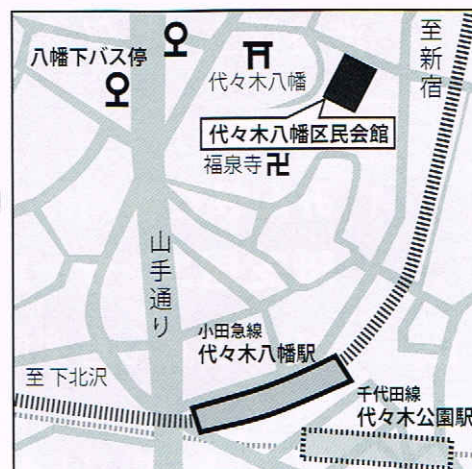 八幡下バス停
代々木八幡
至新宿
代々木八幡区民会館
福泉寺
山手通り
小田急線
代々木八幡駅
至 下北沢
千代田線
代々木公園駅